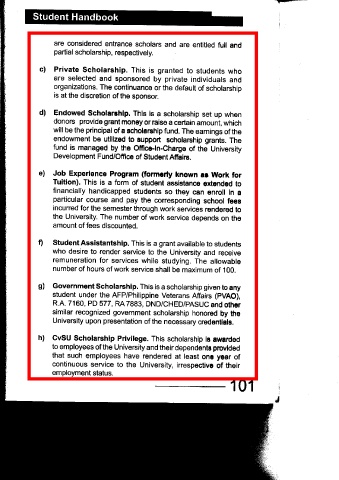 Student Handbook
are considered entrance scholars and are entitled full and
partial scholarship, respectively.
c) Private Scholarship. This is granted to students who
are selected and sponsored by private individuals and
organizations. The continuance or the default of scholarship
is at the discretion of the sponsor.
d) Endowed Scholarship. This is a scholarship set up when
donors provide grant money or raise a certain amount, which
will be the principal of a scholarship fund. The earnings of the
endowment be utilized to support scholarship grants. The
fund is managed by the Office-In-Charge of the University
Development Fund/Office of Student Affairs.
e) Job Experience Program (formerly known as Work for
Tuition). This is a form of student assistance extended to
financially handicapped students so they can enroll in a
particular course and pay the corresponding school fees
incurred for the semester through work services rendered to
the University. The number of work service depends on the
amount of fees discounted.
f) Student Assistantship. This is a grant available to students
who desire to render service to the University and receive
remuneration for services while studying. The allowable
number of hours of work service shall be maximum of 100.
g) Government Scholarship. This is a scholarship given to any
student under the AFP/Philippine Veterans Affairs (PVAO),
R.A. 7160, PD 577, RA 7883, DND/CHED/PASUC and other
similar recognized government scholarship honored by the
University upon presentation of the necessary credentials.
h) CvSU Scholarship Privilege. This scholarship is awarded
to employees of the University and their dependents provided
that such employees have rendered at least one year of
continuous service to the University, irrespective of their
employment status.
101